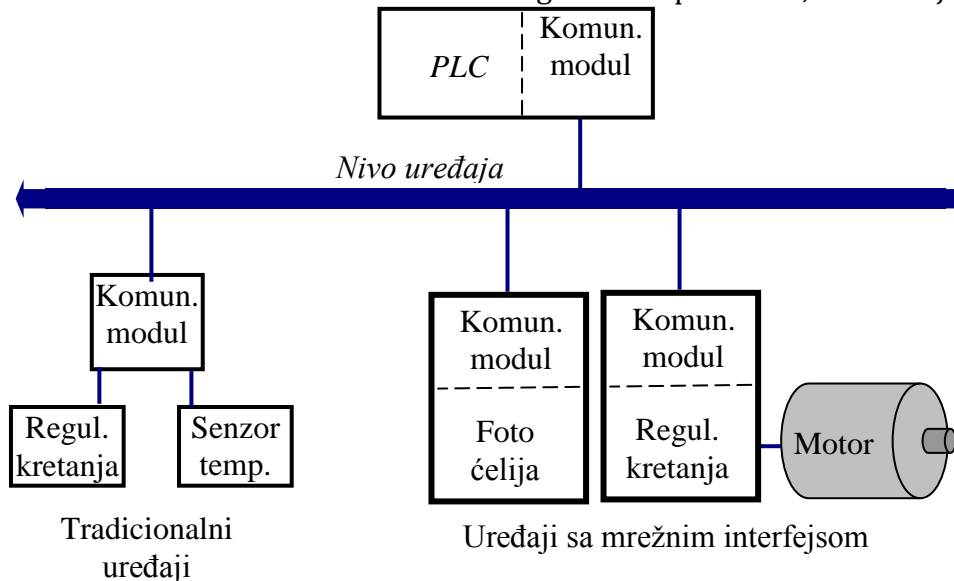 Komun.
modul
PLC
Nivo uređaja
Komun.
modul
Regul.
kretanja
Senzor
temp.
Tradicionalni
uređaji
Komun.
modul
Foto
ćelija
Komun.
modul
Regul.
kretanja
Motor
Uređaji sa mrežnim interfejsom